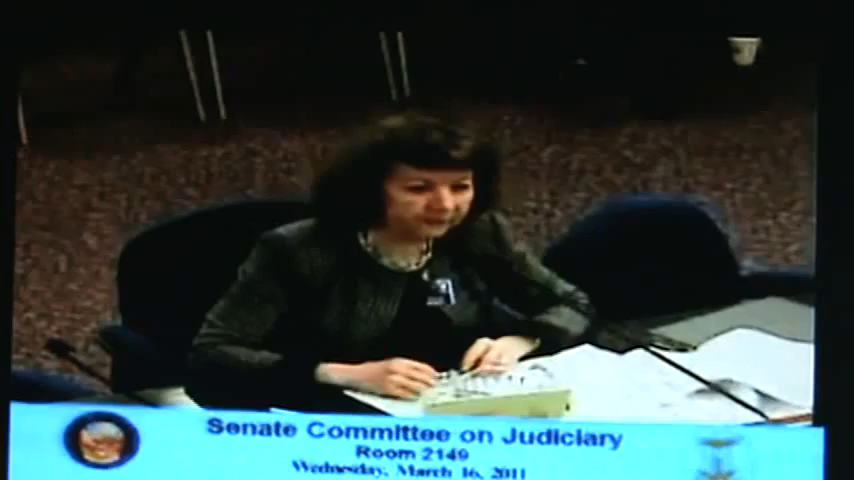 Senate Committee on Judiciary
Room 2149
Wednesday, March 16, 2011